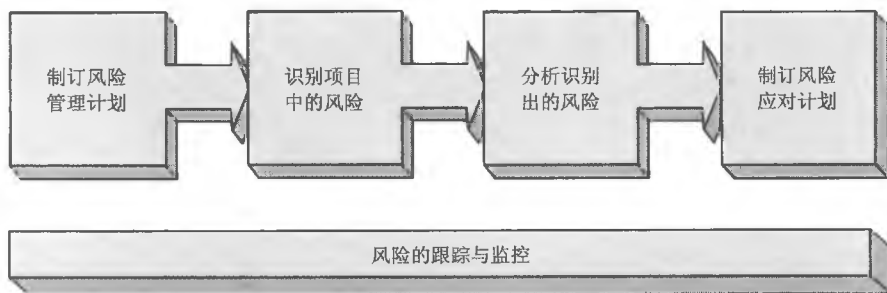 制订风险
管理计划
识别项目
中的风险
分析识别
出的风险
制订风险
应对计划
风险的跟踪与监控